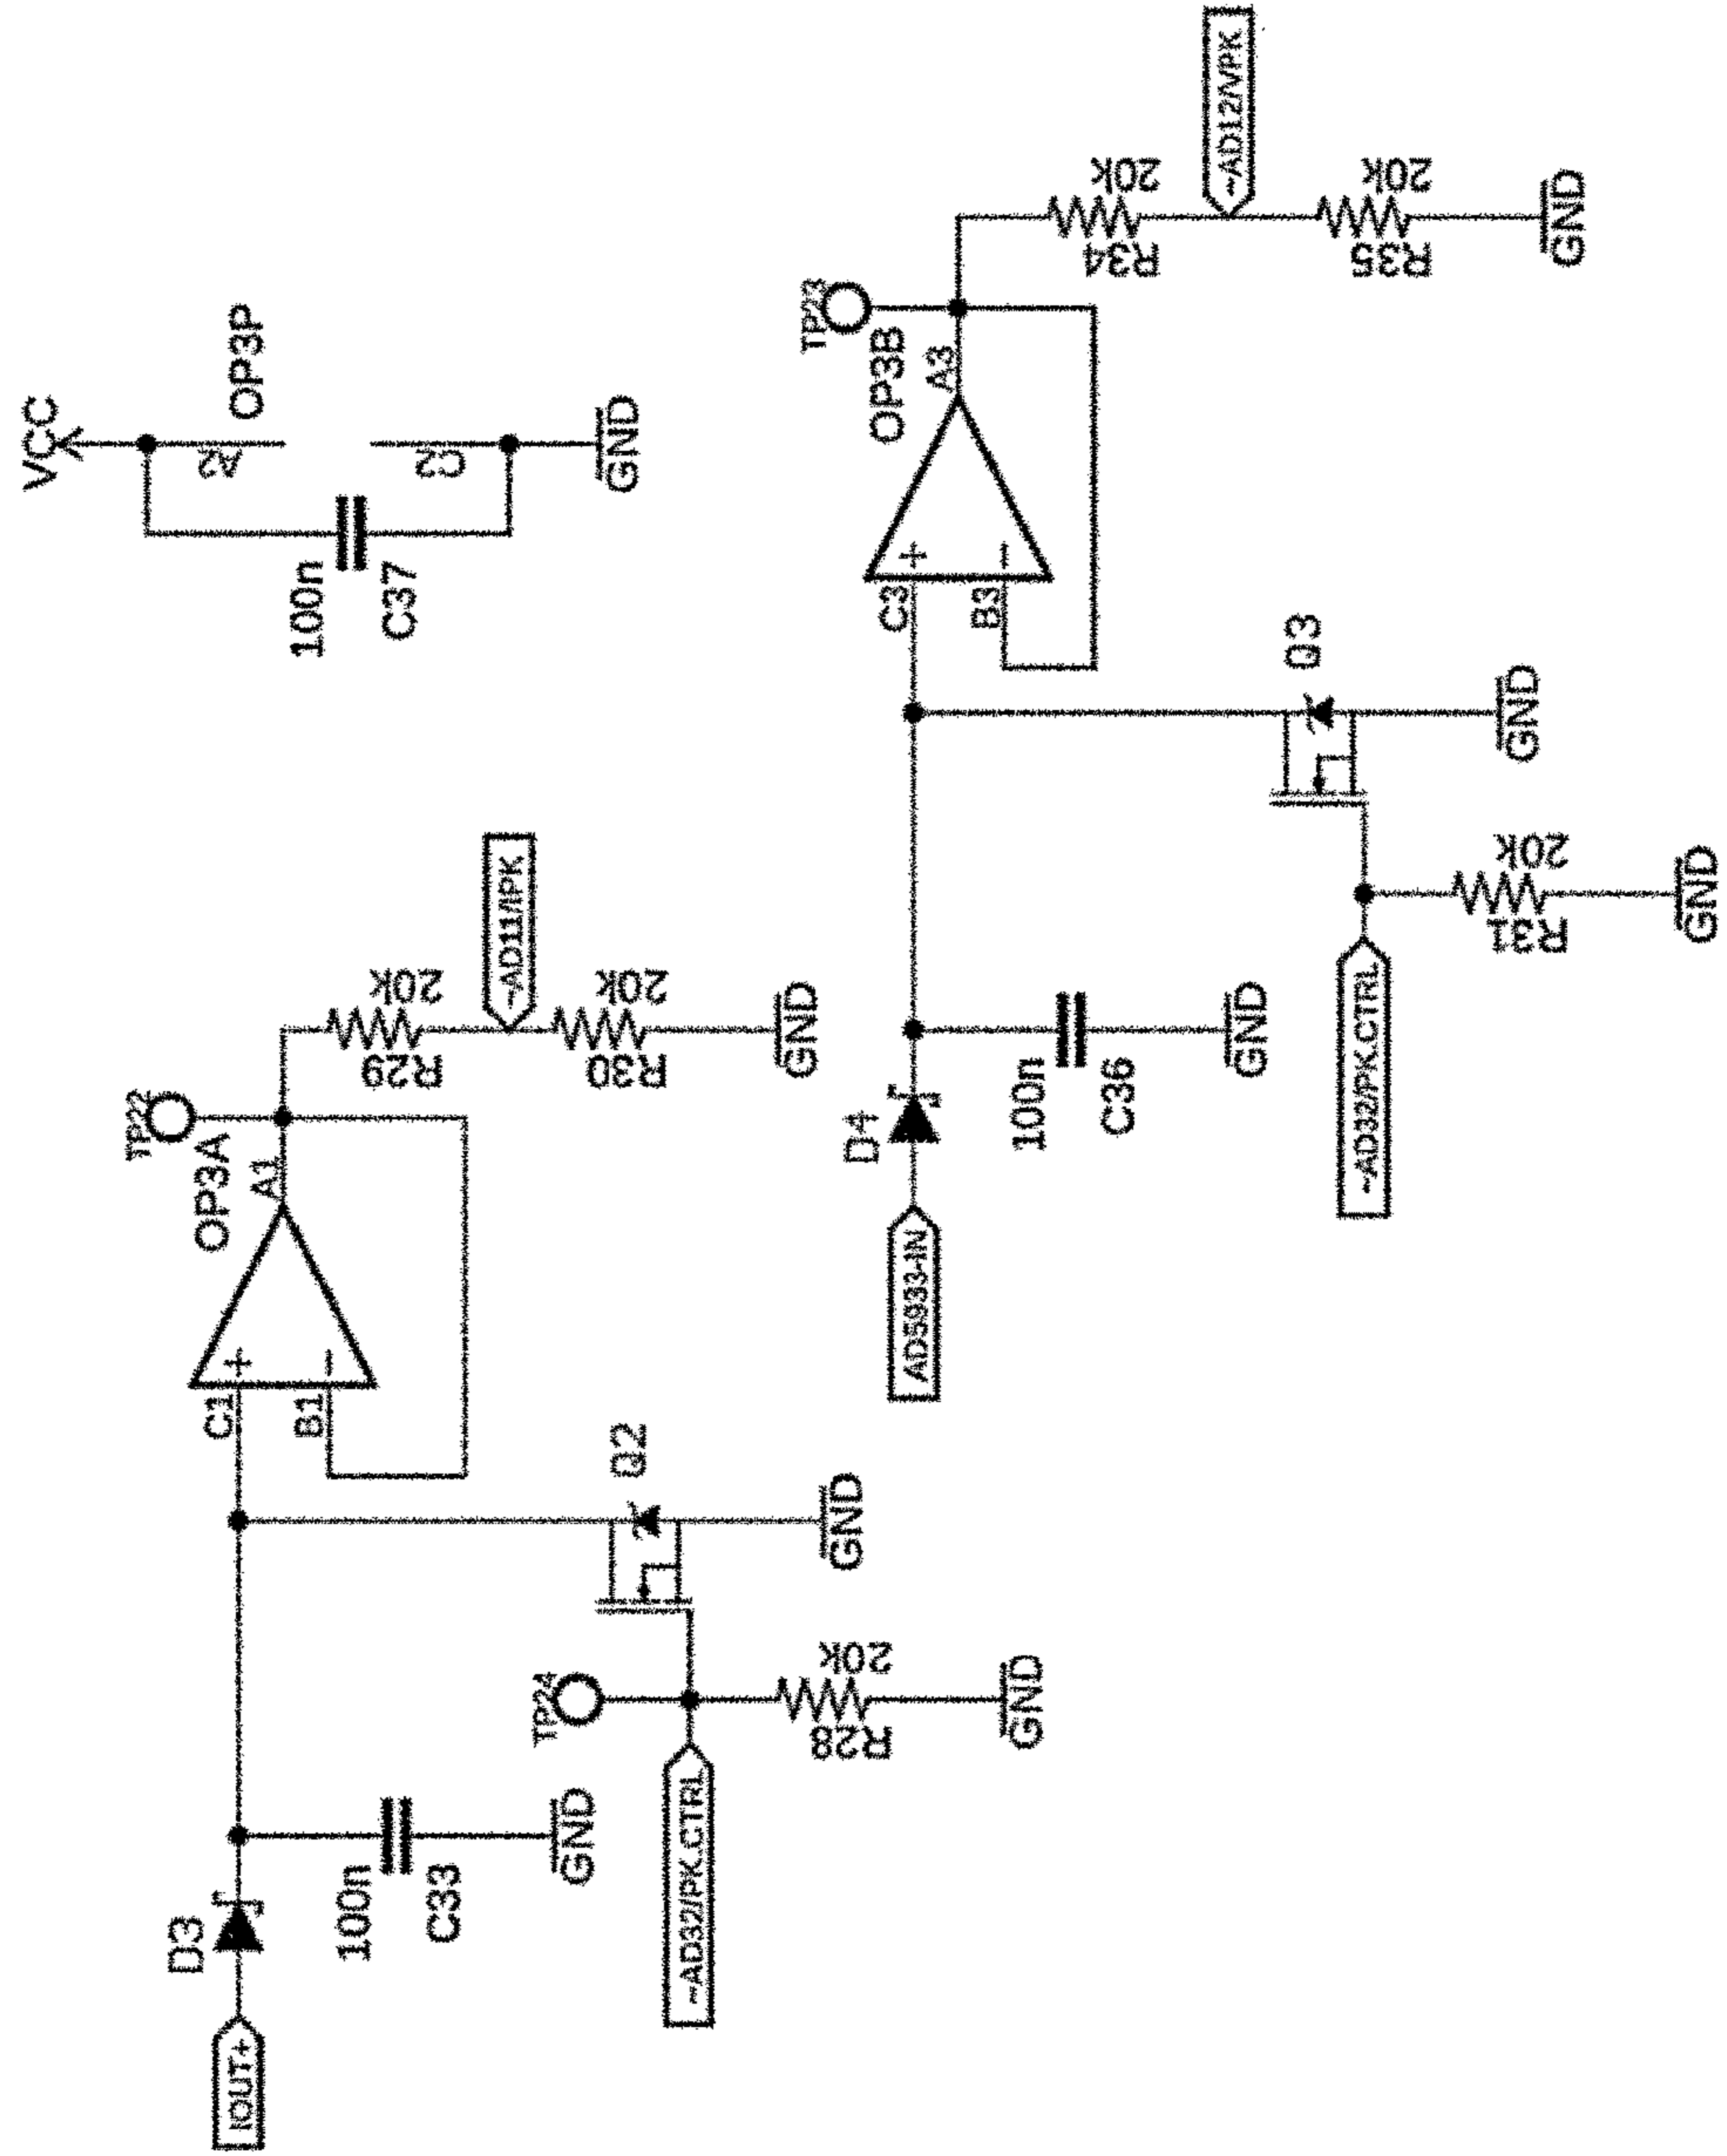 VCC
OP3P
A2
C2
100n
C37
GND
TP22
OP3A
A1
C1
B1
R29
20k
~AD11/IPK
R30
20k
GND
D3
IOUT+
100n
C33
GND
Q2
GND
TP24
~AD32/PK.CTRL
R28
20k
GND
TP23
OP3B
A3
C3
B3
R34
20k
~AD12/VPK
R35
20k
GND
D4
AD5933-IN
100n
C36
GND
Q3
GND
~AD32/PK.CTRL
R31
20k
GND